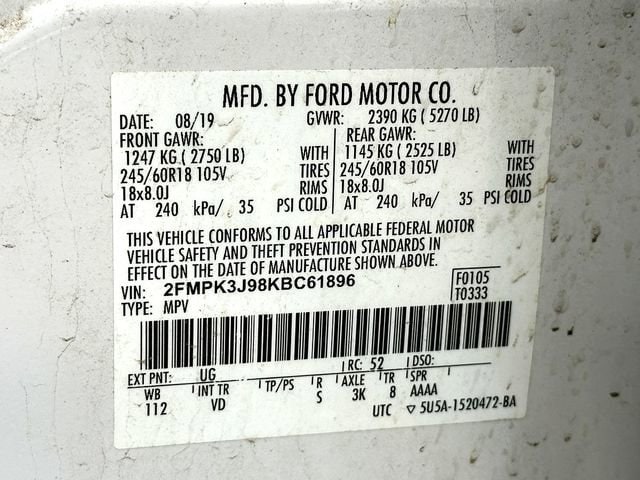 MFD. BY FORD MOTOR CO.
DATE: 08/19 GVWR: 2390 KG ( 5270 LB)
FRONT GAWR: REAR GAWR:
1247 KG ( 2750 LB) WITH 1145 KG ( 2525 LB) WITH
245/60R18 105V TIRES 245/60R18 105V TIRES
18x8.0J RIMS 18x8.0J RIMS
AT 240 kPa/ 35 PSI COLD AT 240 kPa/ 35 PSI COLD
THIS VEHICLE CONFORMS TO ALL APPLICABLE FEDERAL MOTOR
VEHICLE SAFETY AND THEFT PREVENTION STANDARDS IN
EFFECT ON THE DATE OF MANUFACTURE SHOWN ABOVE.
VIN: 2FMPK3J98KBC61896 F0105
TYPE: MPV T0333
EXT PNT: UG RC: 52 DSO:
WB INT TR TP/PS R AXLE TR SPR
112 VD S 3K 8 AAAA
UTC ▽ 5U5A-1520472-BA